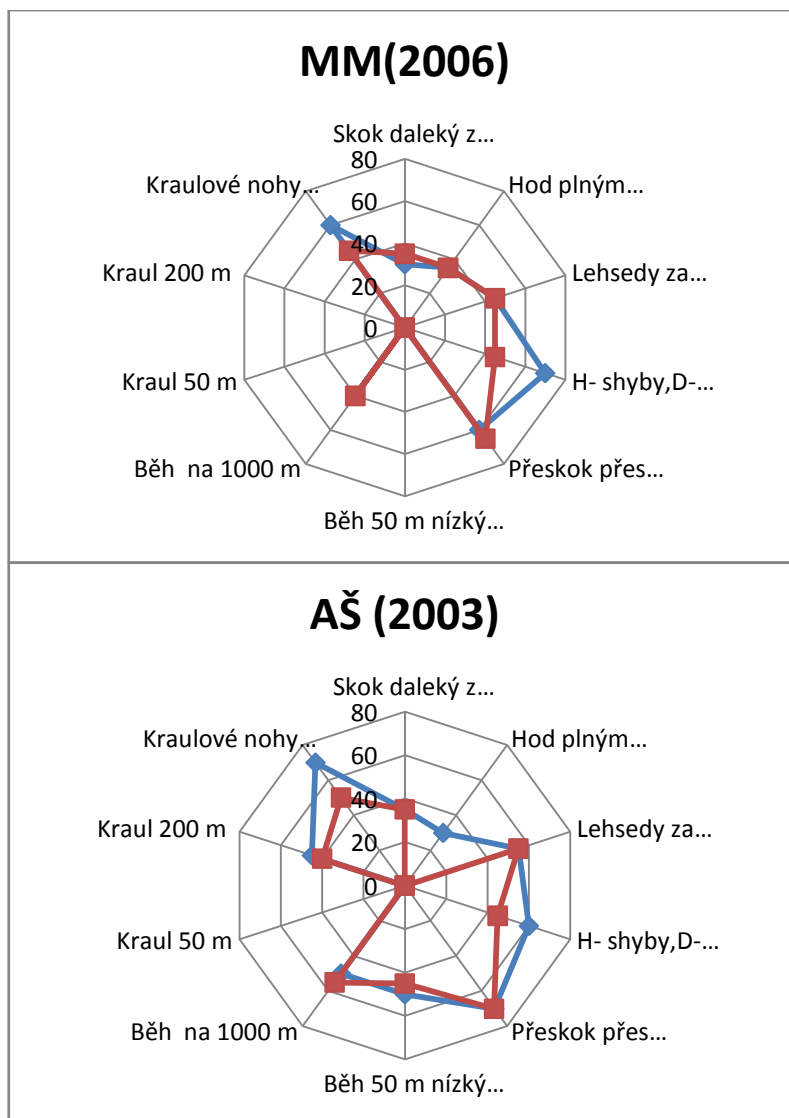 MM(2006)
Skok daleký z...
Hod plným...
Lehsedy za...
H- shyby,D-...
Přeskok přes...
Běh 50 m nízký...
Běh  na 1000 m
Kraul 50 m
Kraul 200 m
Kraulové nohy...
80
60
40
20
0
AŠ (2003)
Skok daleký z...
Hod plným...
Lehsedy za...
H- shyby,D-...
Přeskok přes...
Běh 50 m nízký...
Běh  na 1000 m
Kraul 50 m
Kraul 200 m
Kraulové nohy...
80
60
40
20
0